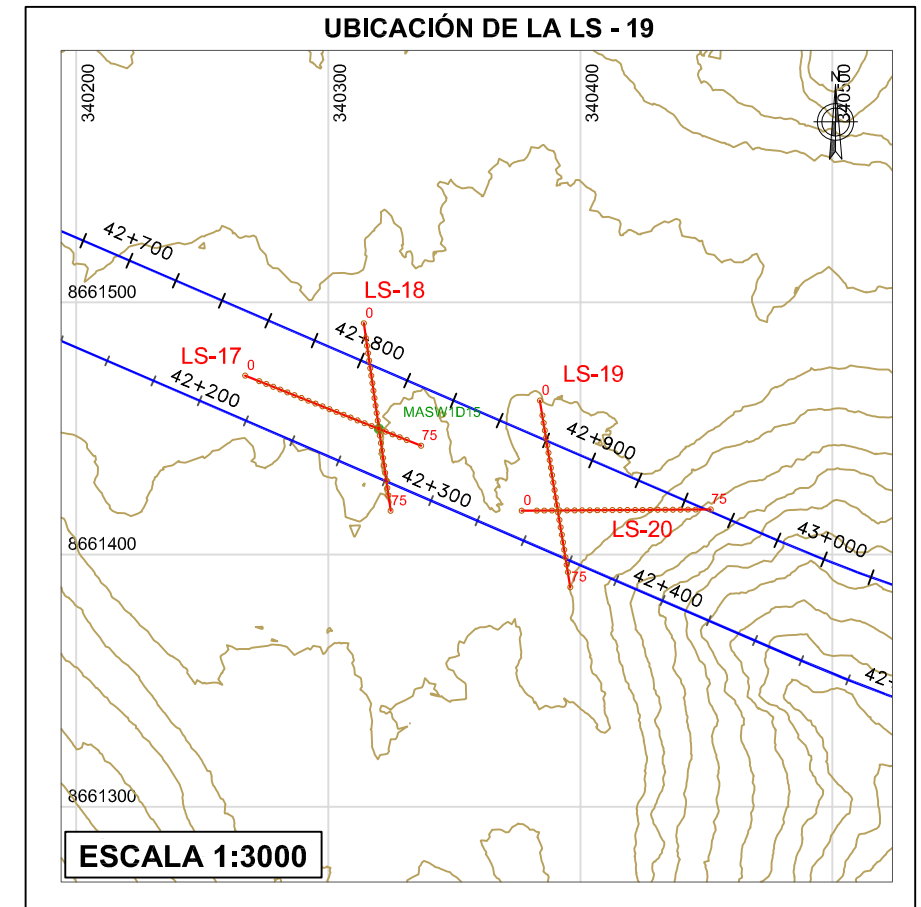 UBICACIÓN DE LA LS - 19
340200
340300
340400
340500
N
42+700
8661500
LS-18
0
42+800
LS-17
0
42+200
LS-19
0
MASW1D15
75
42+900
75
42+300
0
75
LS-20
43+000
8661400
75
42+400
42-
8661300
ESCALA 1:3000